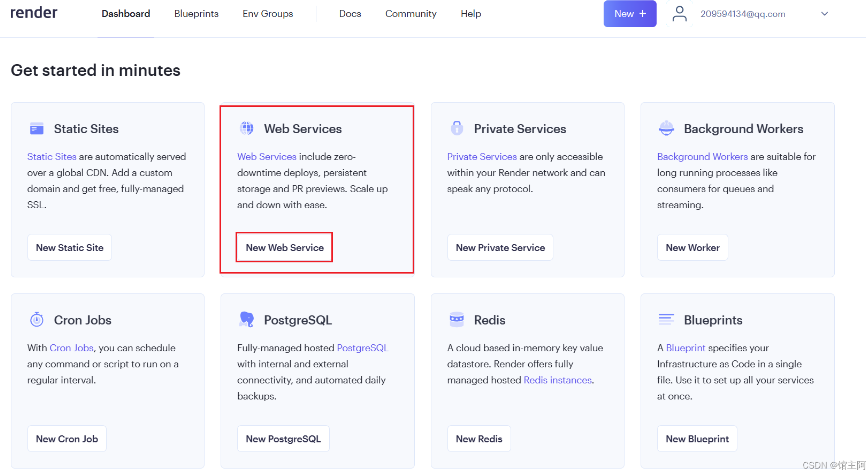 render Dashboard Blueprints Env Groups Docs Community Help New + 209594134@qq.com
Get started in minutes
Static Sites
Static Sites are automatically served
over a global CDN. Add a custom
domain and get free, fully-managed
SSL.
New Static Site
Web Services
Web Services include zero-
downtime deploys, persistent
storage and PR previews. Scale up
and down with ease.
New Web Service
Private Services
Private Services are only accessible
within your Render network and can
speak any protocol.
New Private Service
Background Workers
Background Workers are suitable for
long running processes like
consumers for queues and
streaming.
New Worker
Cron Jobs
With Cron Jobs, you can schedule
any command or script to run on a
regular interval.
New Cron Job
PostgreSQL
Fully-managed hosted PostgreSQL
with internal and external
connectivity, and automated daily
backups.
New PostgreSQL
Redis
A cloud based in-memory key value
datastore. Render offers fully
managed hosted Redis instances.
New Redis
Blueprints
A Blueprint specifies your
Infrastructure as Code in a single
file. Use it to set up all your services
at once.
New Blueprint
CSDN @馆主阿